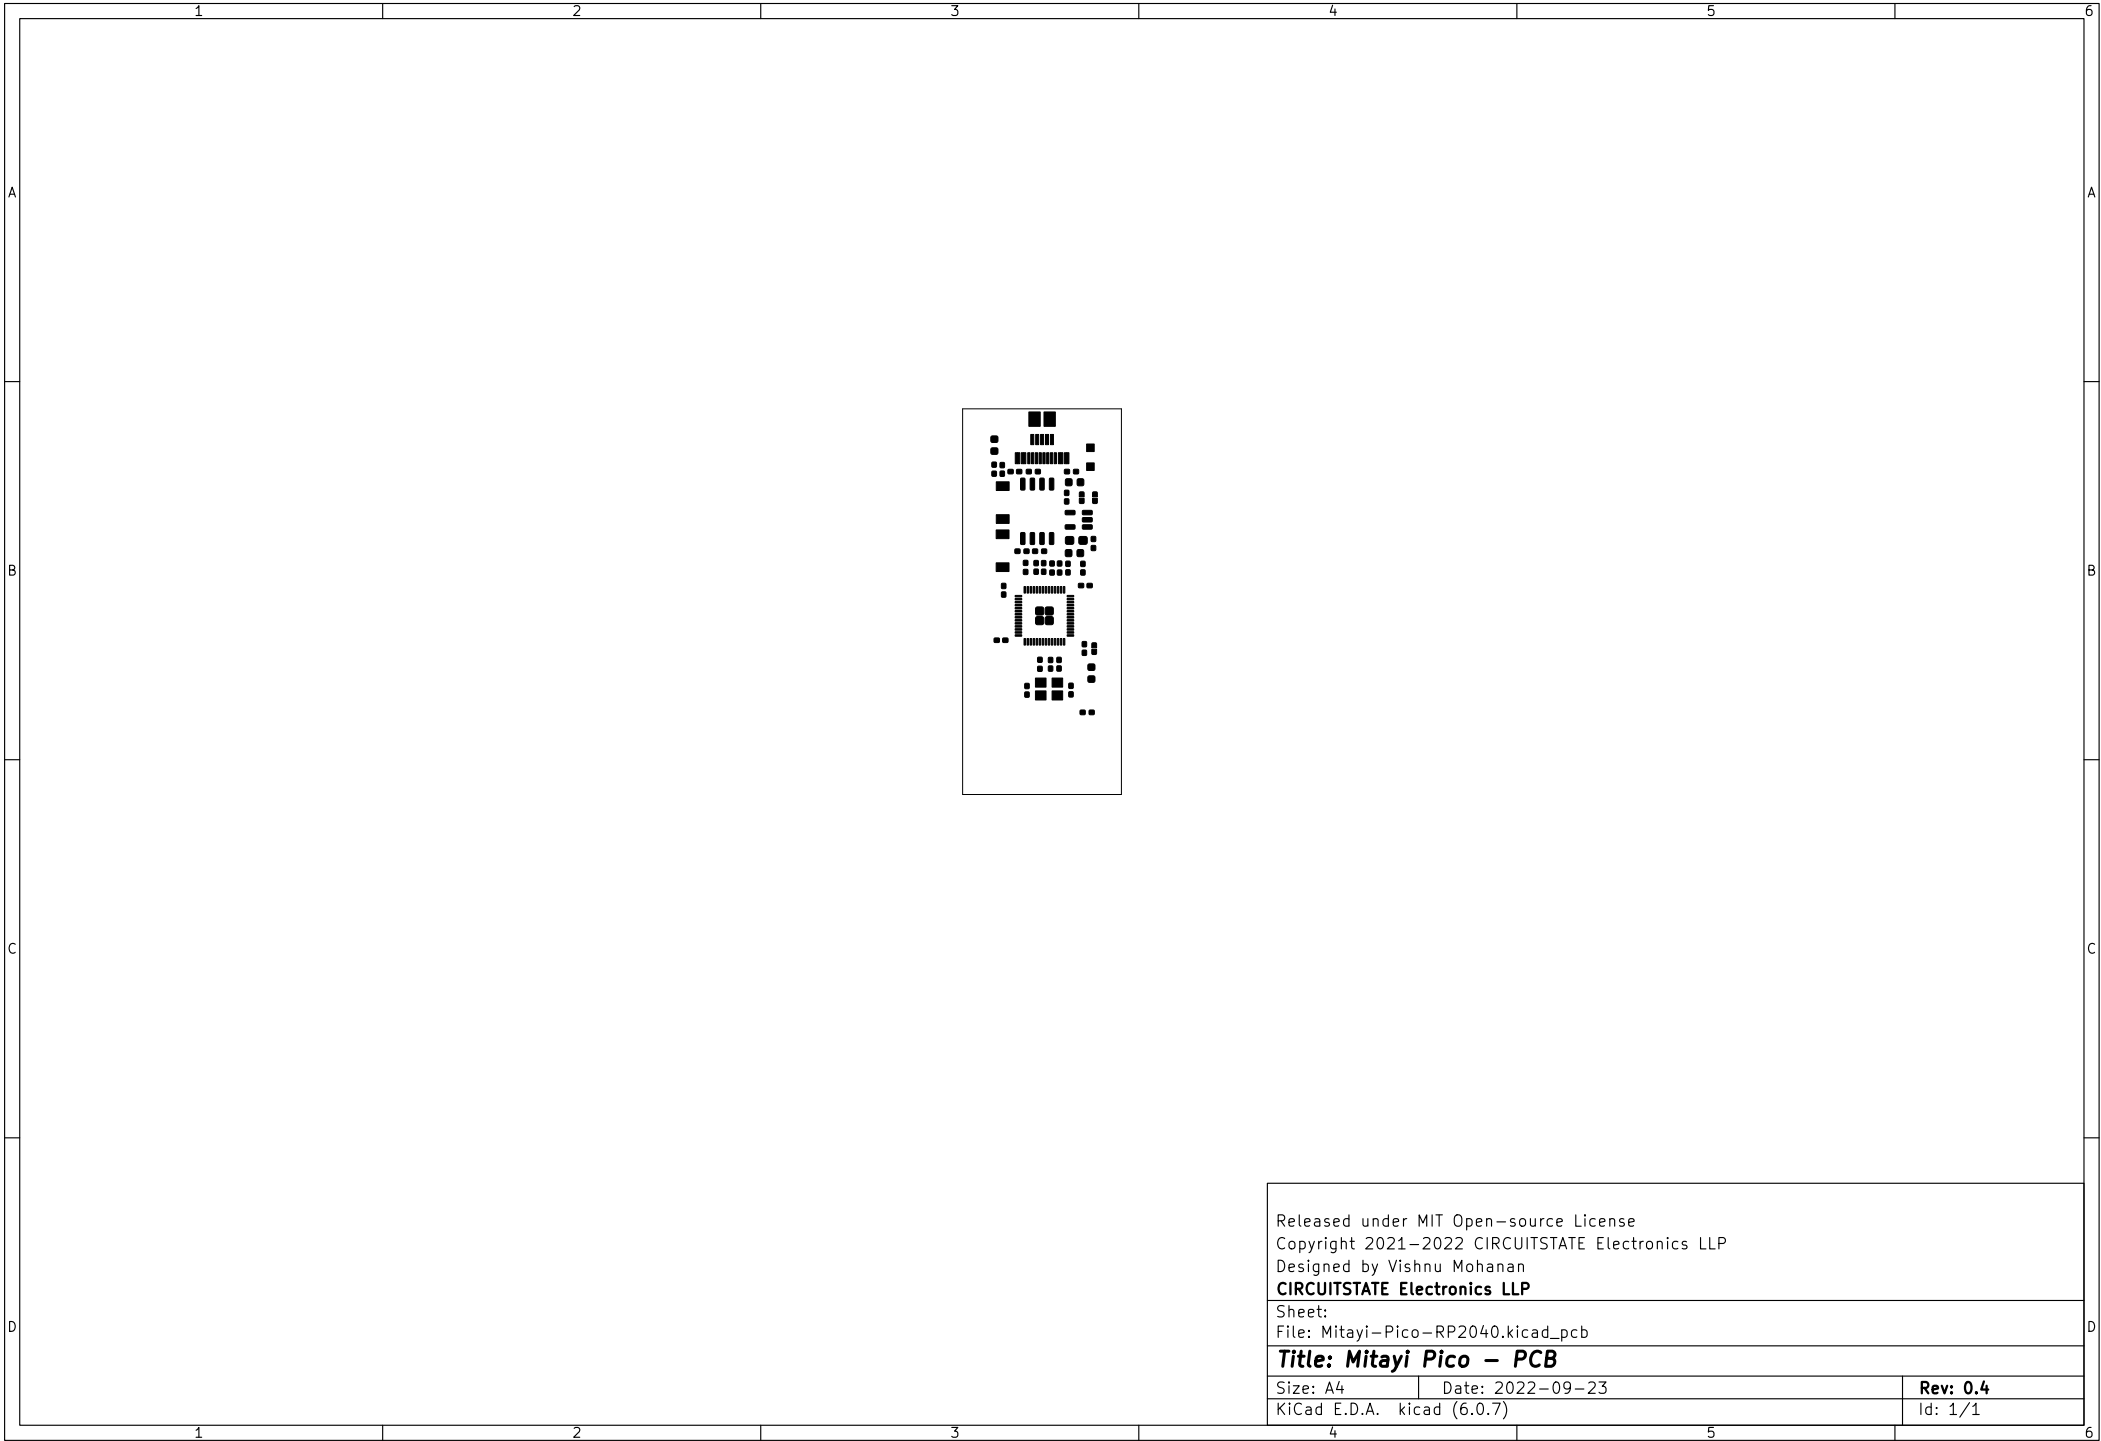 1 2 3 4 5 6
A A
B B
C C
Released under MIT Open-source License
Copyright 2021-2022 CIRCUITSTATE Electronics LLP
Designed by Vishnu Mohanan
CIRCUITSTATE Electronics LLP
Sheet:
D D
File: Mitayi-Pico-RP2040.kicad_pcb
Title: Mitayi Pico - PCB
Size: A4 Date: 2022-09-23 Rev: 0.4
KiCad E.D.A. kicad (6.0.7) Id: 1/1
1 2 3 4 5 6